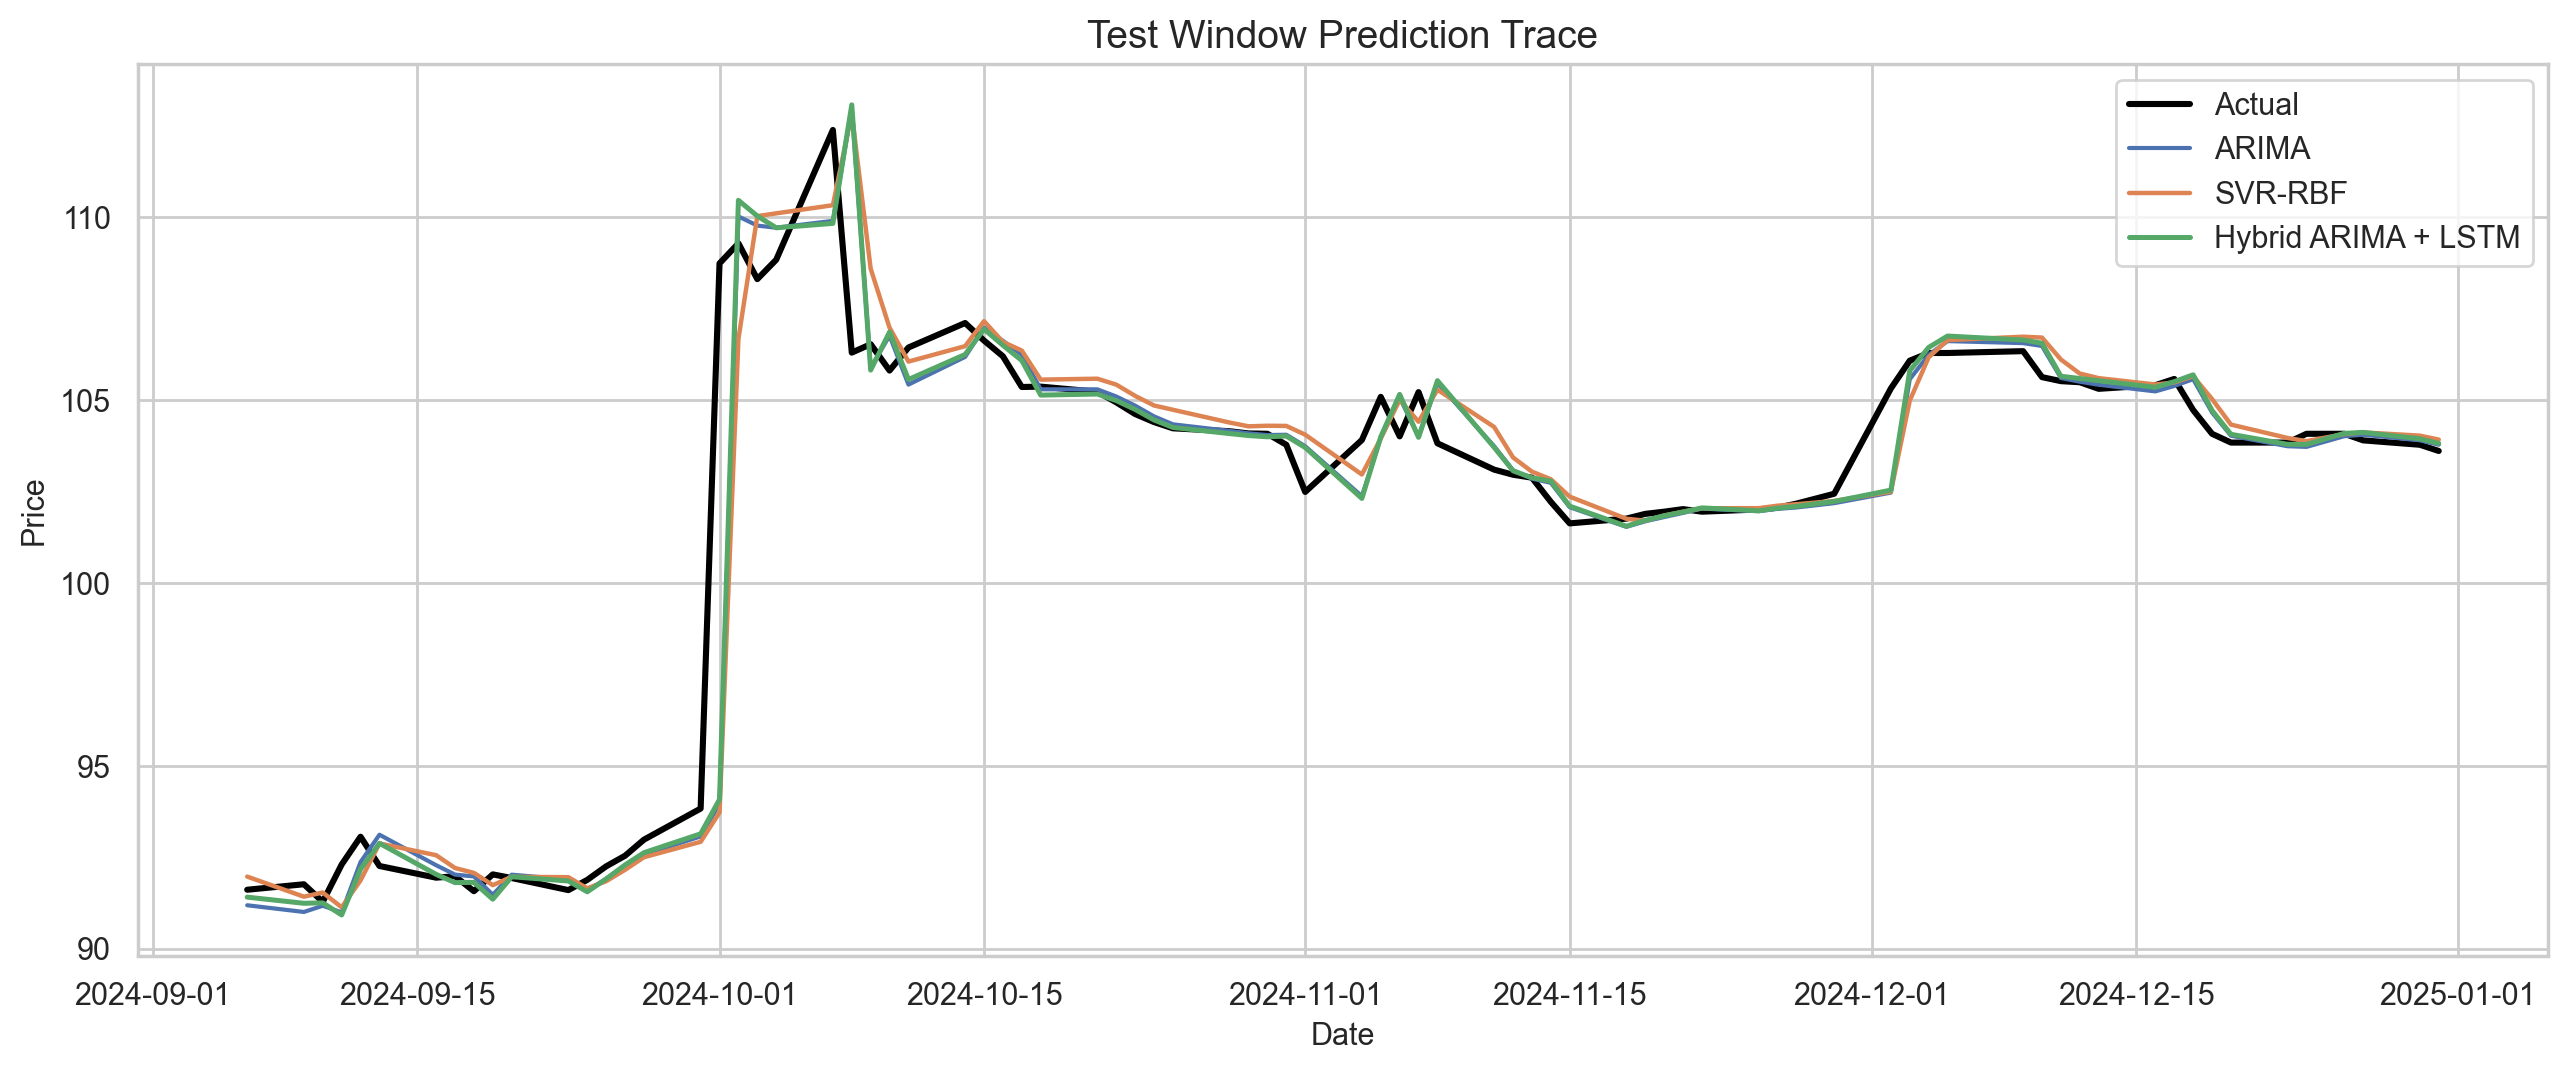 Test Window Prediction Trace
Actual
ARIMA
SVR-RBF
Hybrid ARIMA + LSTM
Price
110
105
100
95
90
2024-09-01 2024-09-15 2024-10-01 2024-10-15 2024-11-01 2024-11-15 2024-12-01 2024-12-15 2025-01-01
Date